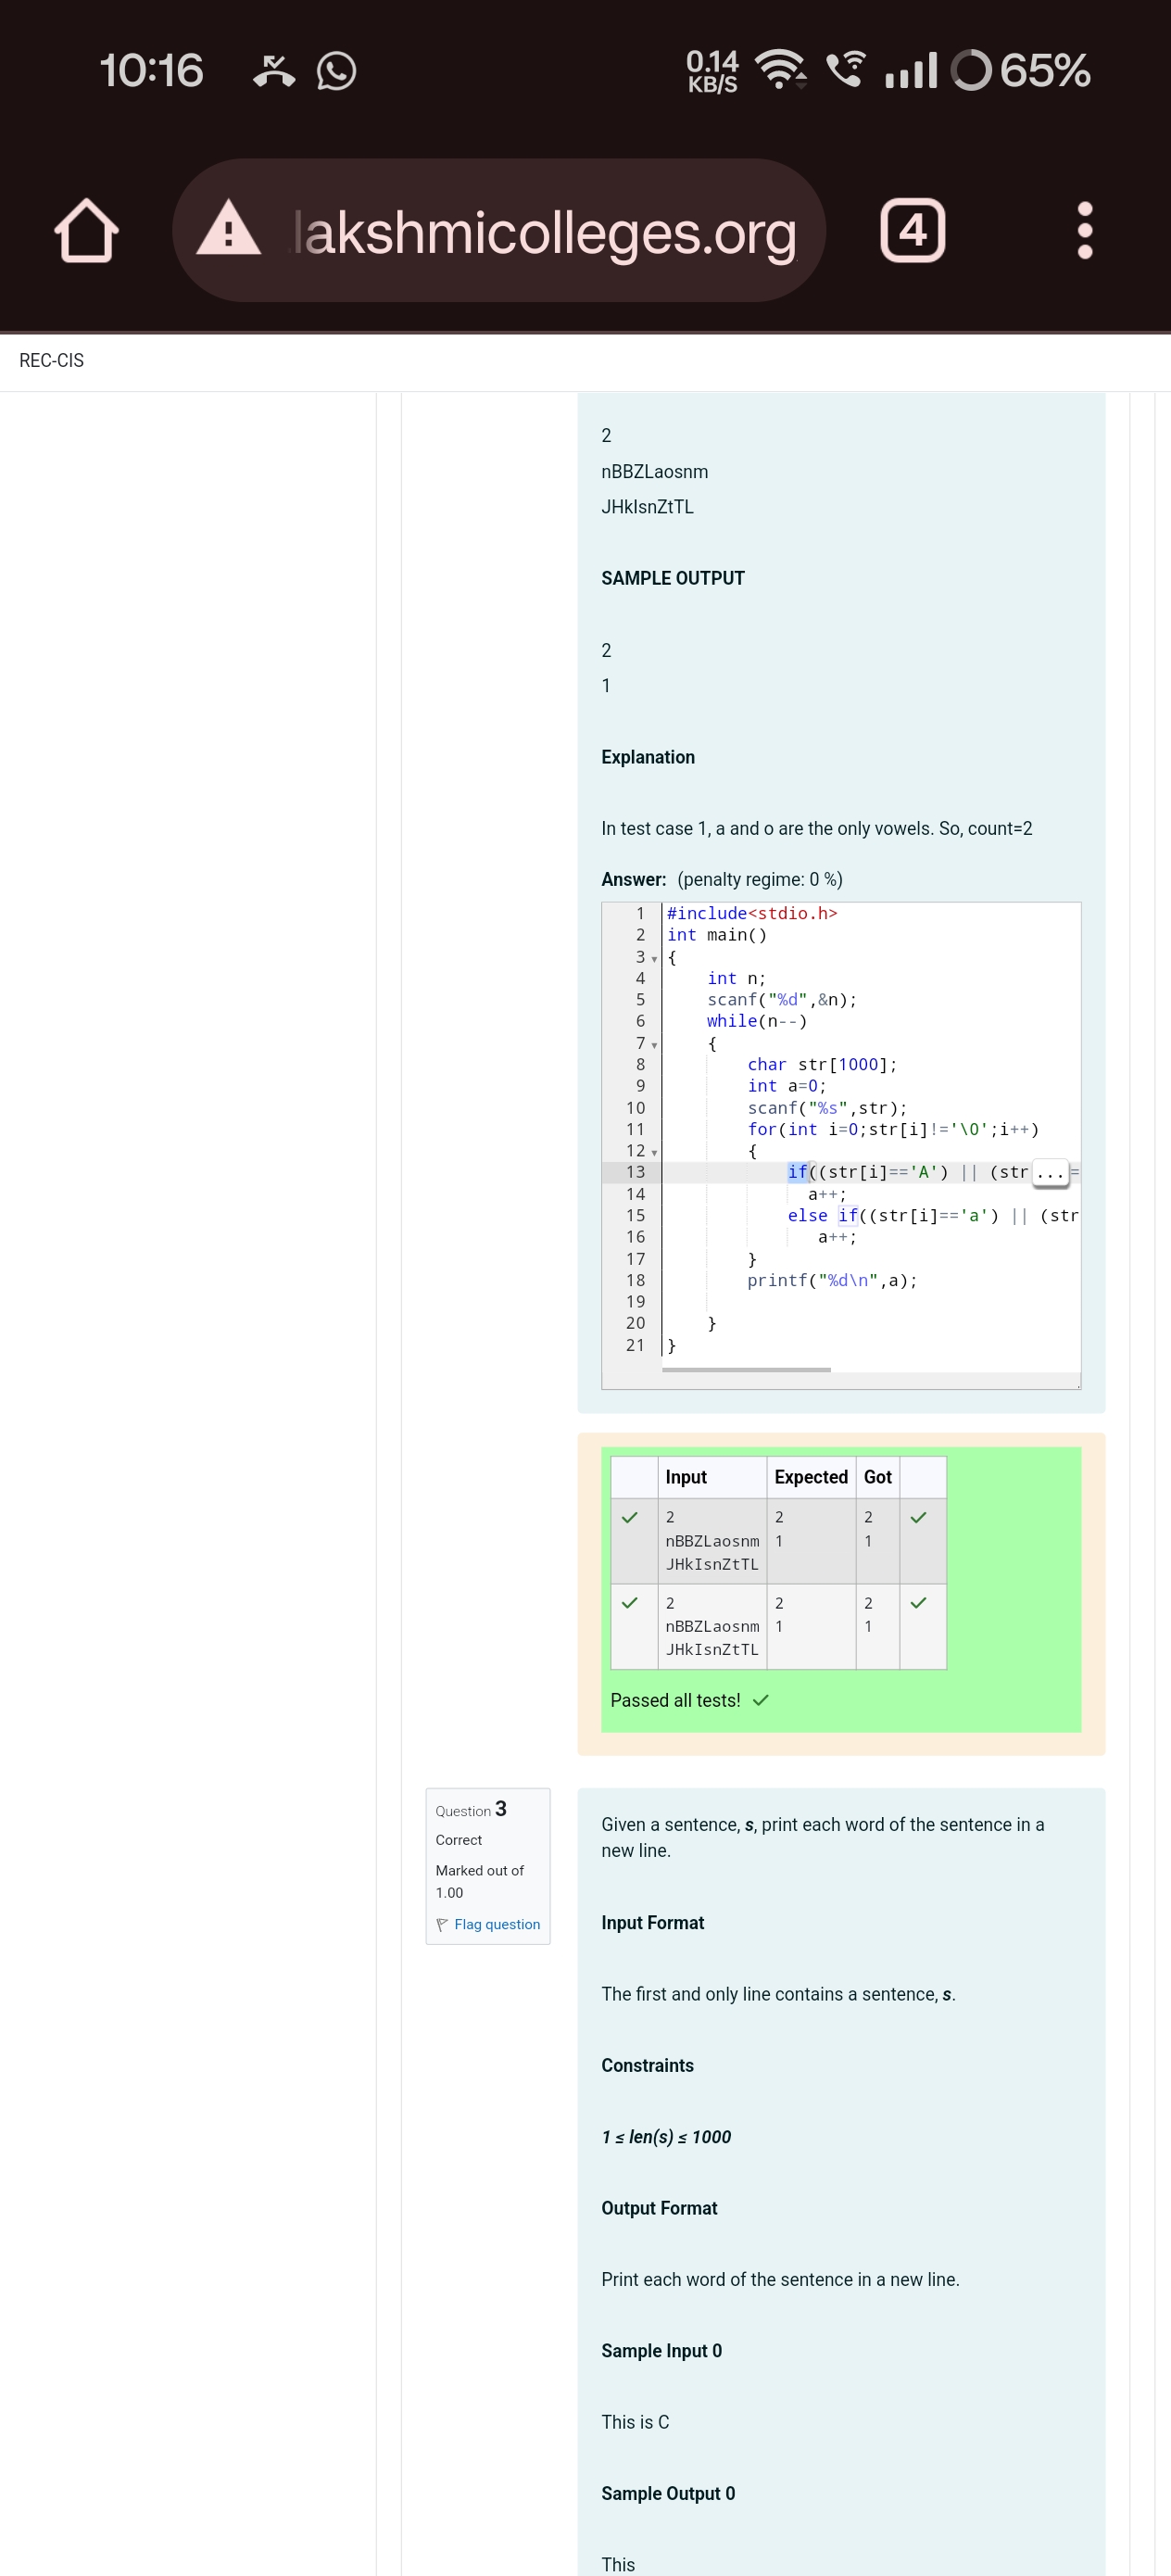 10:16 0.14 KB/S 65%
lakshmicolleges.org 4
REC-CIS
2
nBBZLaosnm
JHkIsnZtTL
SAMPLE OUTPUT
2
1
Explanation
In test case 1, a and o are the only vowels. So, count=2
Answer: (penalty regime: 0 %)
1 #include<stdio.h>
2 int main()
3 {
4 int n;
5 scanf("%d",&n);
6 while(n--)
7 {
8 char str[1000];
9 int a=0;
10 scanf("%s",str);
11 for(int i=0;str[i]!='\0';i++)
12 {
13 if((str[i]=='A') || (str ... =
14 a++;
15 else if((str[i]=='a') || (str
16 a++;
17 }
18 printf("%d\n",a);
19
20 }
21 }
Input Expected Got
2 2 2
nBBZLaosnm 1 1
JHkIsnZtTL
2 2 2
nBBZLaosnm 1 1
JHkIsnZtTL
Passed all tests!
Question 3
Correct
Marked out of
1.00
Flag question
Given a sentence, s, print each word of the sentence in a
new line.
Input Format
The first and only line contains a sentence, s.
Constraints
1 ≤ len(s) ≤ 1000
Output Format
Print each word of the sentence in a new line.
Sample Input 0
This is C
Sample Output 0
This